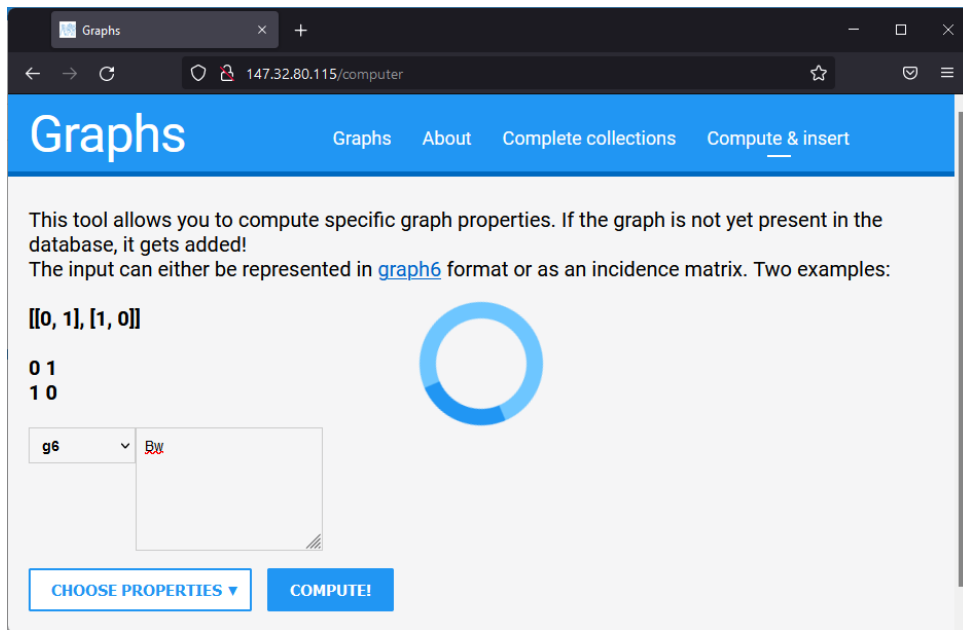 Graphs
147.32.80.115/computer
Graphs
Graphs About Complete collections Compute & insert
This tool allows you to compute specific graph properties. If the graph is not yet present in the
database, it gets added!
The input can either be represented in graph6 format or as an incidence matrix. Two examples:
[[0, 1], [1, 0]]
0 1
1 0
g6
Bw
CHOOSE PROPERTIES ▼ COMPUTE!